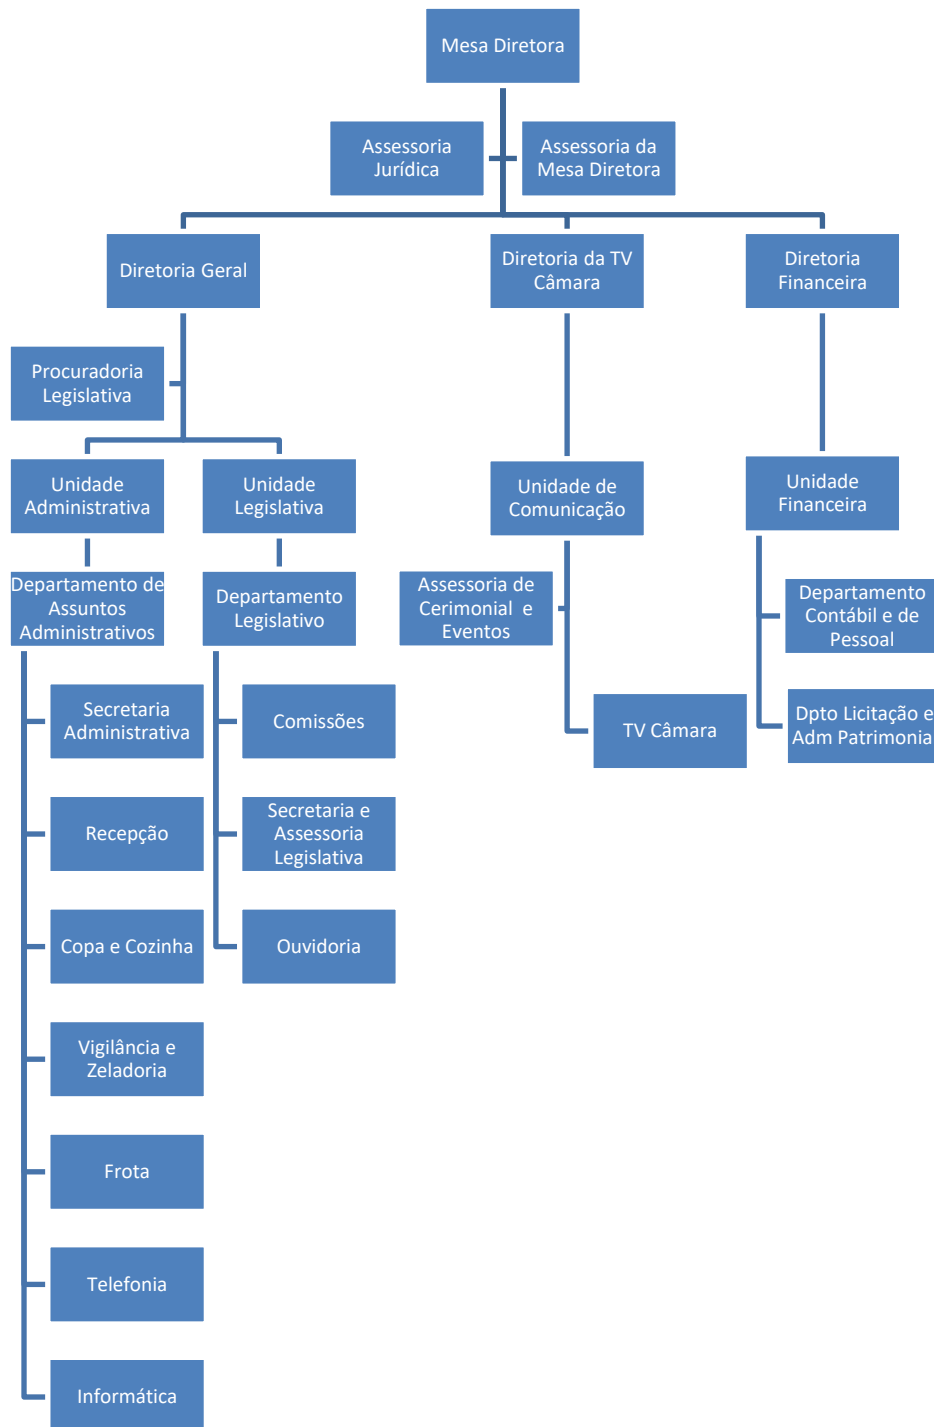 Mesa Diretora
Assessoria
Jurídica
Assessoria da
Mesa Diretora
Diretoria Geral
Diretoria da TV
Câmara
Diretoria
Financeira
Procuradoria
Legislativa
Unidade
Administrativa
Unidade
Legislativa
Unidade de
Comunicação
Unidade
Financeira
Departamento de
Assuntos
Administrativos
Departamento
Legislativo
Assessoria de
Cerimonial e
Eventos
Departamento
Contábil e de
Pessoal
Secretaria
Administrativa
Comissões
TV Câmara
Dpto Licitação e
Adm Patrimonia
Recepção
Secretaria e
Assessoria
Legislativa
Copa e Cozinha
Ouvidoria
Vigilância e
Zeladoria
Frota
Telefonia
Informática